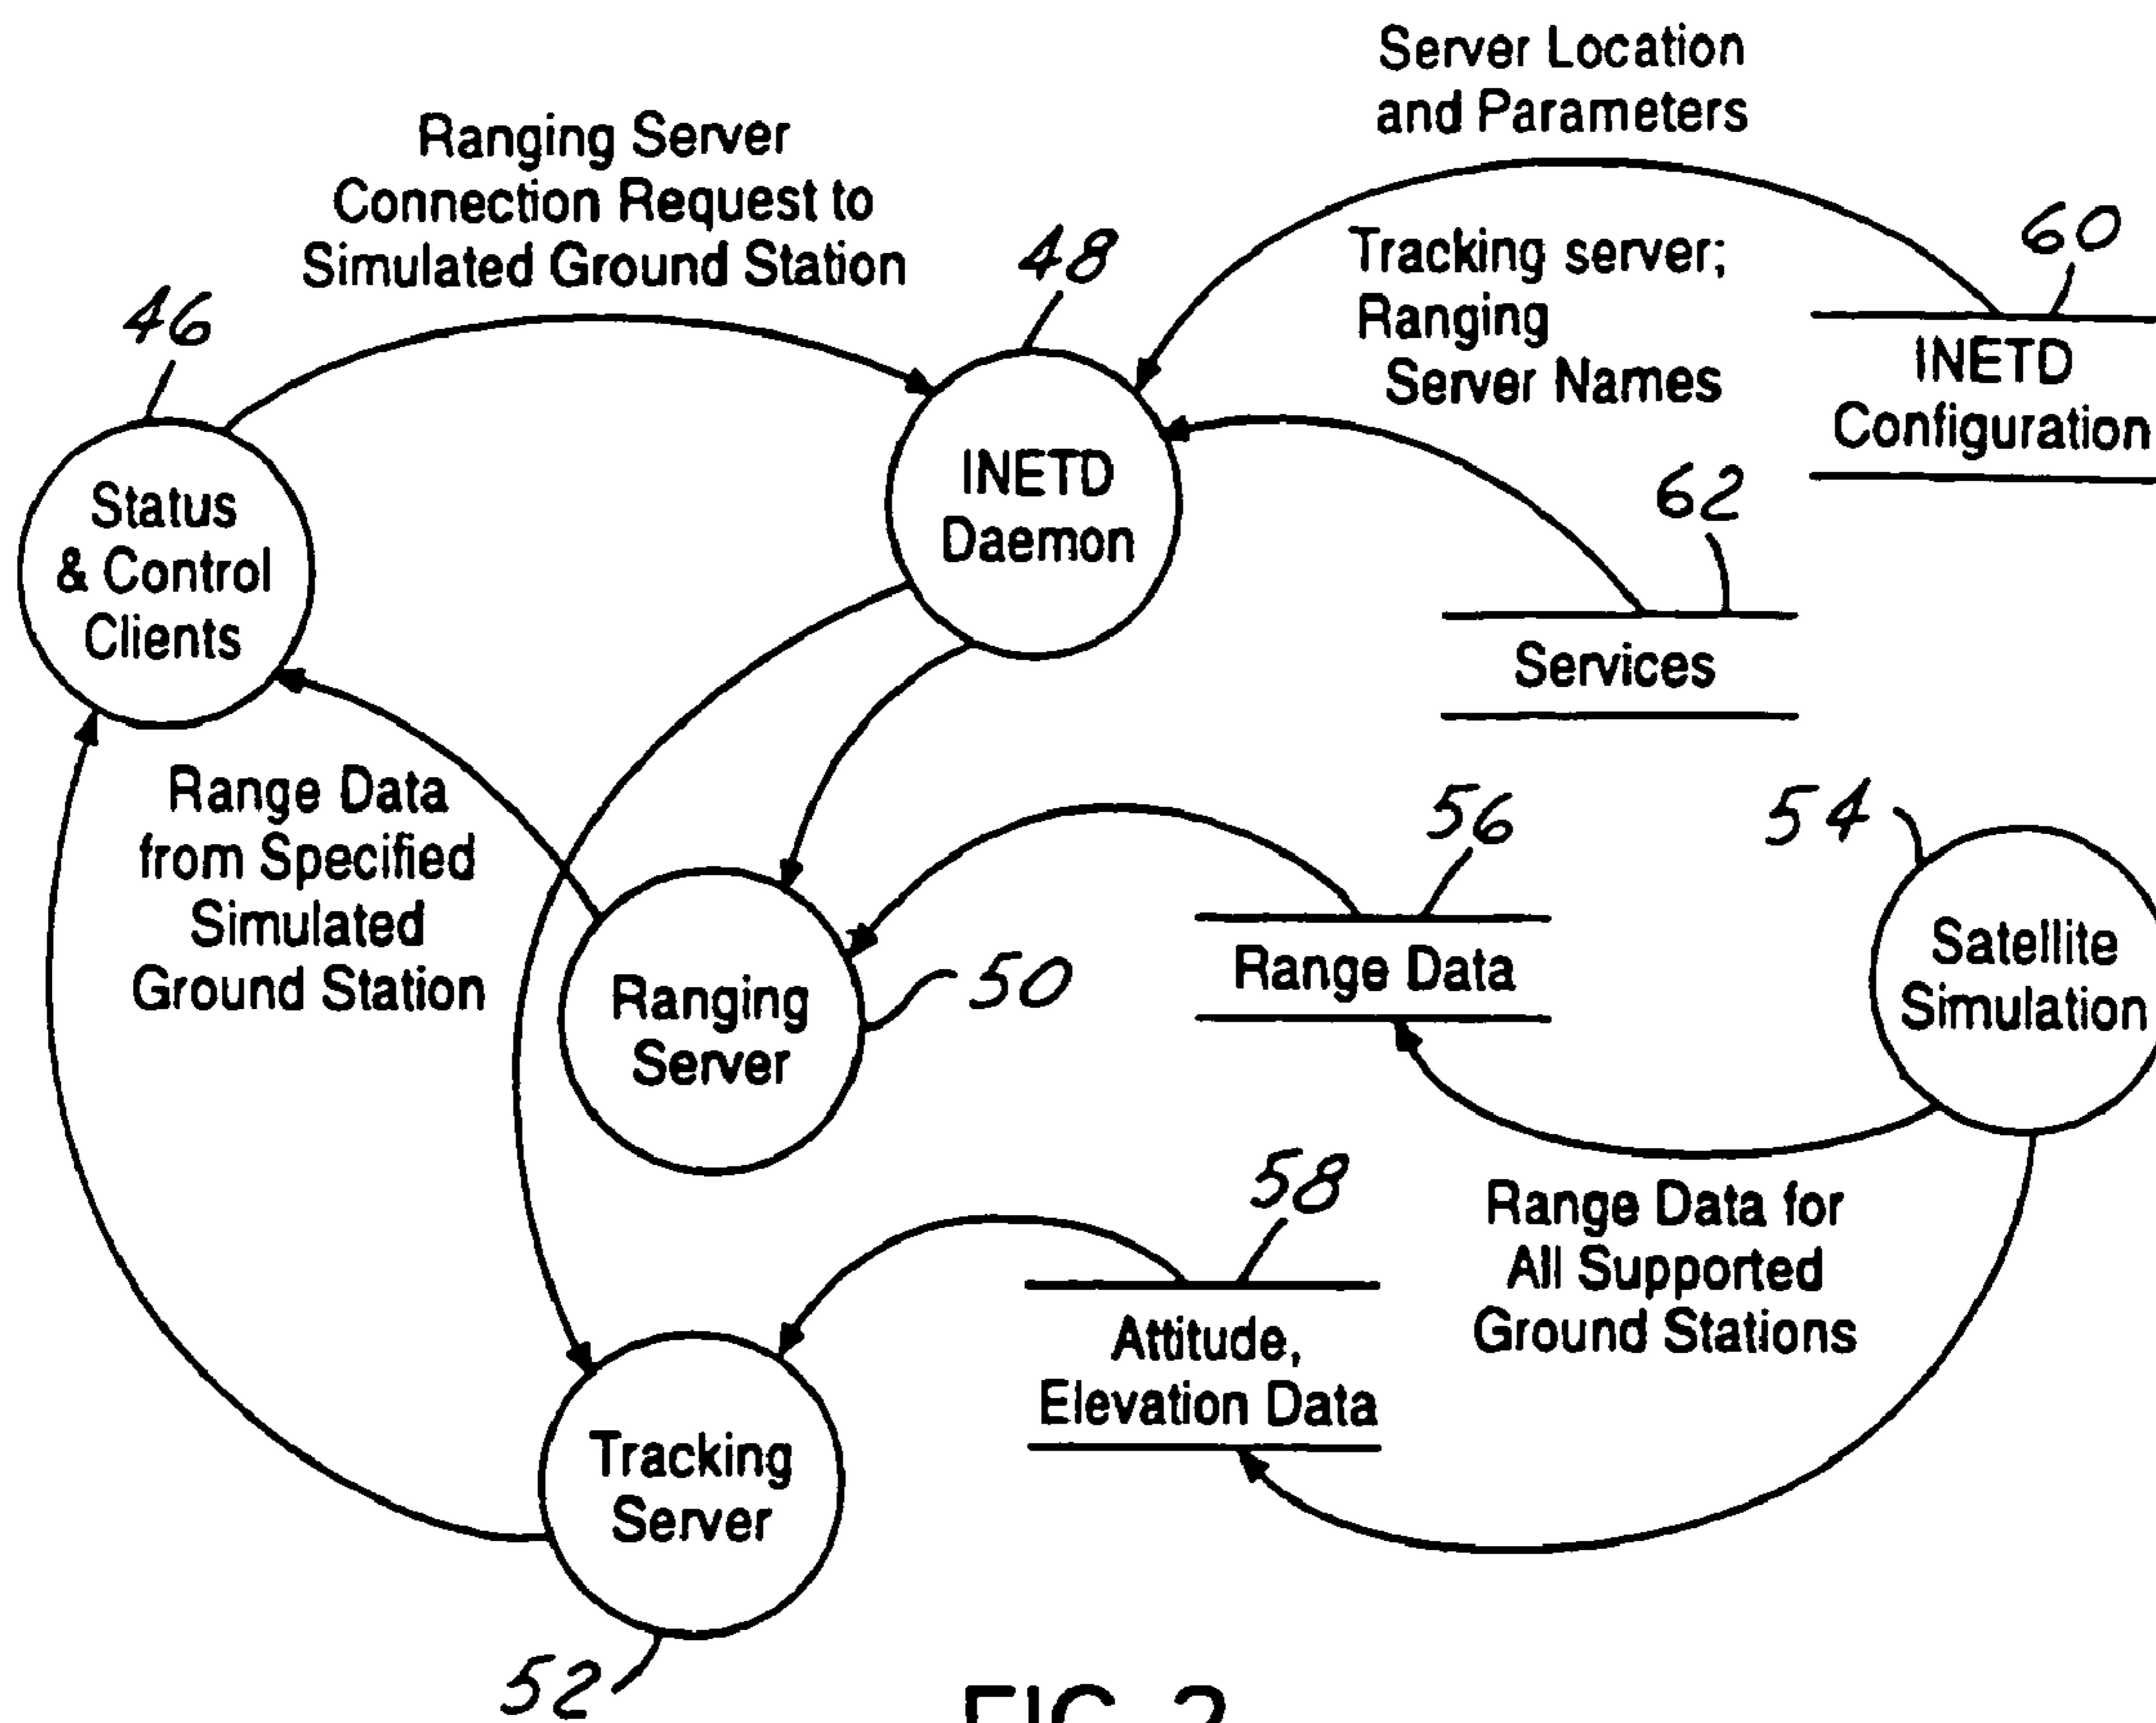 Server Location
and Parameters
Ranging Server
Connection Request to
Simulated Ground Station
48
Tracking server;
Ranging
Server Names
60
46
INETD
Configuration
INETD
Daemon
62
Status
& Control
Clients
Services
Range Data
from Specified
Simulated
Ground Station
56
54
Ranging
Server
50
Range Data
Satellite
Simulation
58
Range Data for
All Supported
Ground Stations
Attitude,
Elevation Data
Tracking
Server
52
FIG. 2